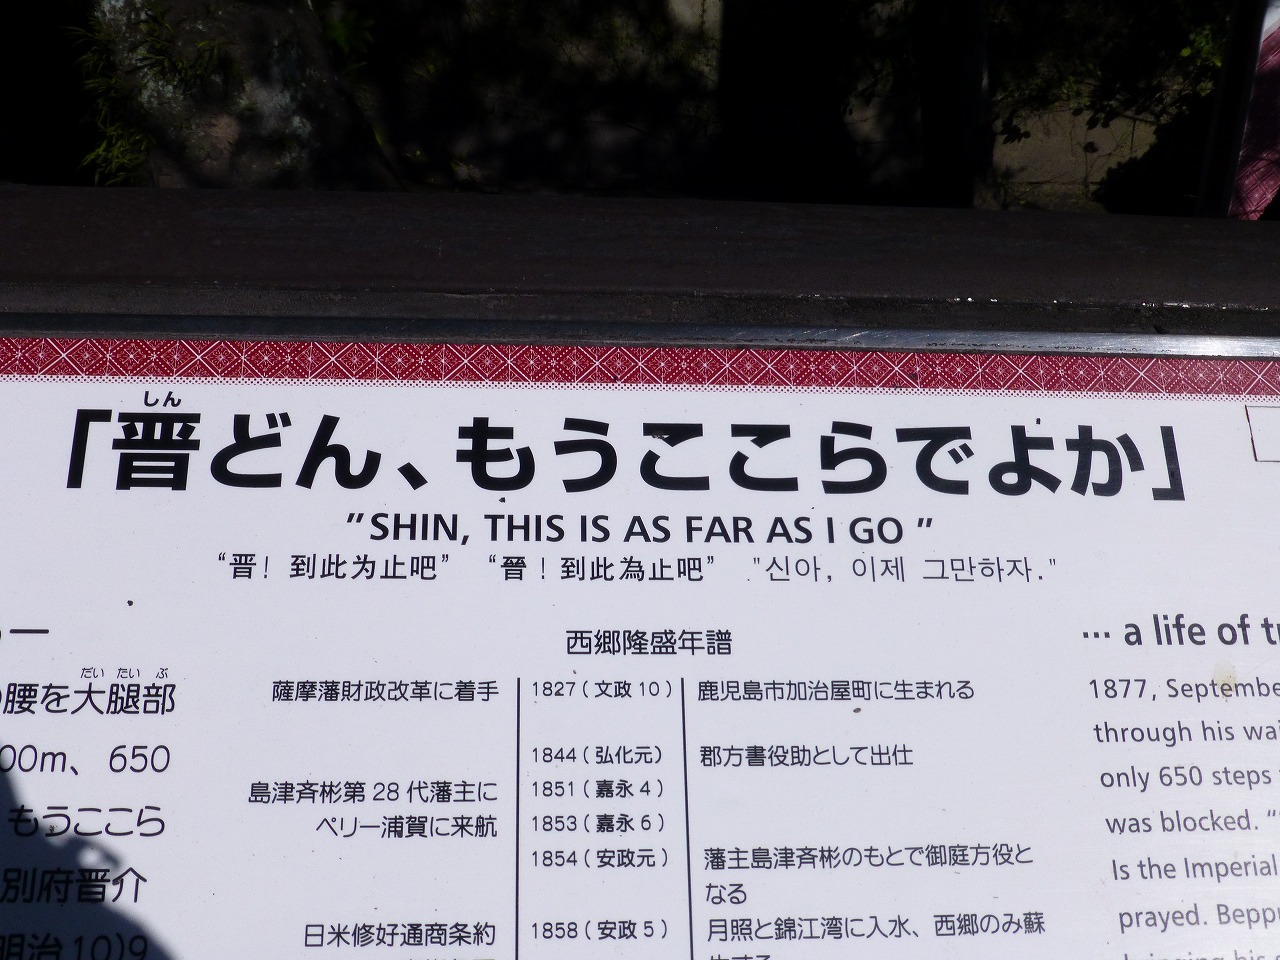 しん
「晋どん、もうここらでよか」
"SHIN, THIS IS AS FAR AS I GO "
“晋！到此为止吧” “晉！到此為止吧” "신아, 이제 그만하자."
ー
だい たい ぶ
腰を大腿部
00m、650
もうここら
別府晋介
明治10)9
西郷隆盛年譜
薩摩藩財政改革に着手 1827(文政10) 鹿児島市加治屋町に生まれる
1844(弘化元) 郡方書役助として出仕
島津斉彬第28代藩主に 1851(嘉永4)
ペリー浦賀に来航 1853(嘉永6)
1854(安政元) 藩主島津斉彬のもとで御庭方役と
なる
日米修好通商条約 1858(安政5) 月照と錦江湾に入水、西郷のみ蘇
... a life of
1877,
through his
only 650 steps
was blocked. “
Is the Imperial
prayed.